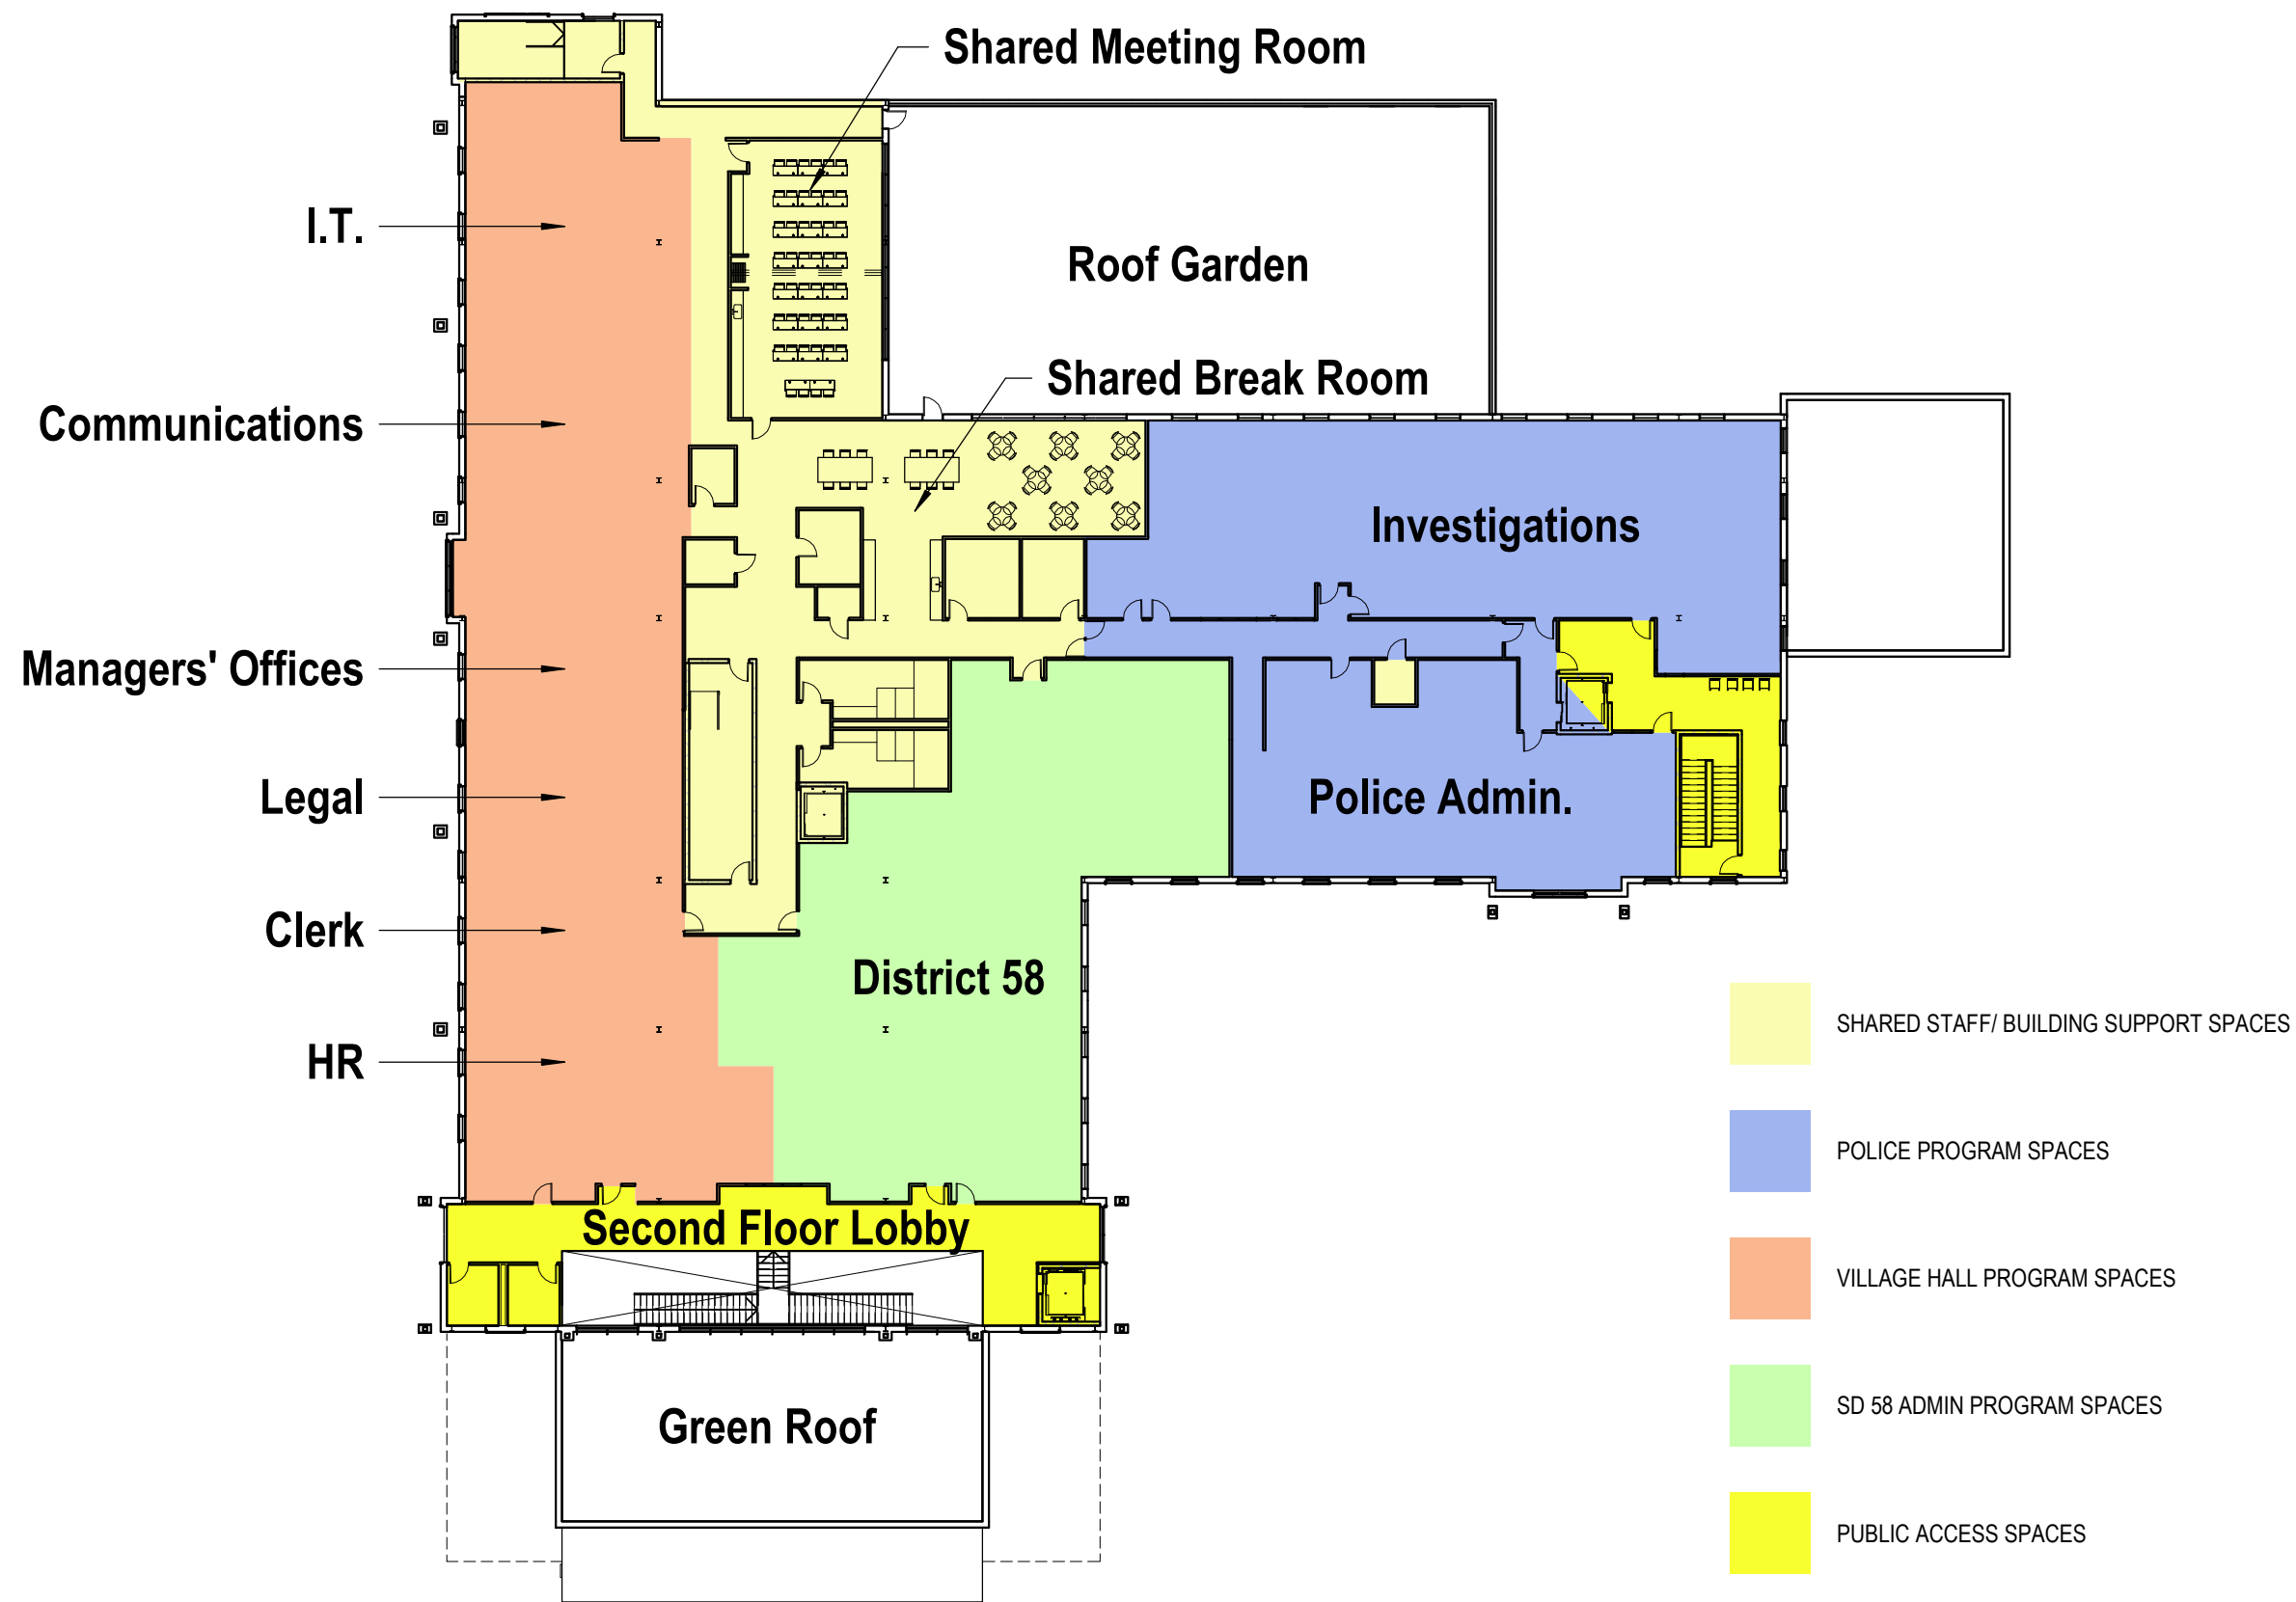 Shared Meeting Room
I.T.
Roof Garden
Shared Break Room
Communications
Investigations
Managers' Offices
Legal
Police Admin.
Clerk
District 58
HR
Second Floor Lobby
Green Roof
SHARED STAFF/ BUILDING SUPPORT SPACES
POLICE PROGRAM SPACES
VILLAGE HALL PROGRAM SPACES
SD 58 ADMIN PROGRAM SPACES
PUBLIC ACCESS SPACES